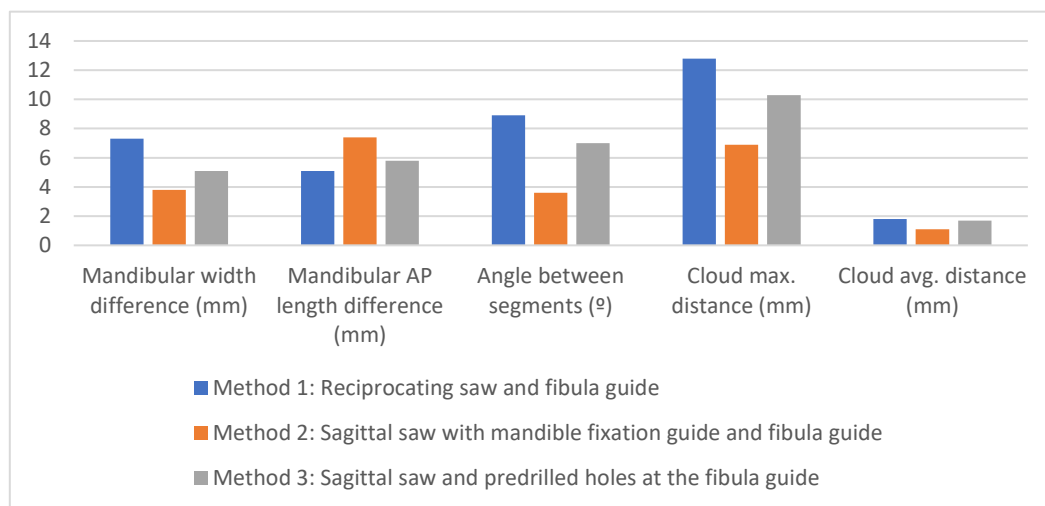 14
12
10
8
6
4
2
0
Mandibular width
difference (mm)
Mandibular AP
length difference
(mm)
Angle between
segments (º)
Cloud max.
distance (mm)
Cloud avg. distance
(mm)
Method 1: Reciprocating saw and fibula guide
Method 2: Sagittal saw with mandible fixation guide and fibula guide
Method 3: Sagittal saw and predrilled holes at the fibula guide